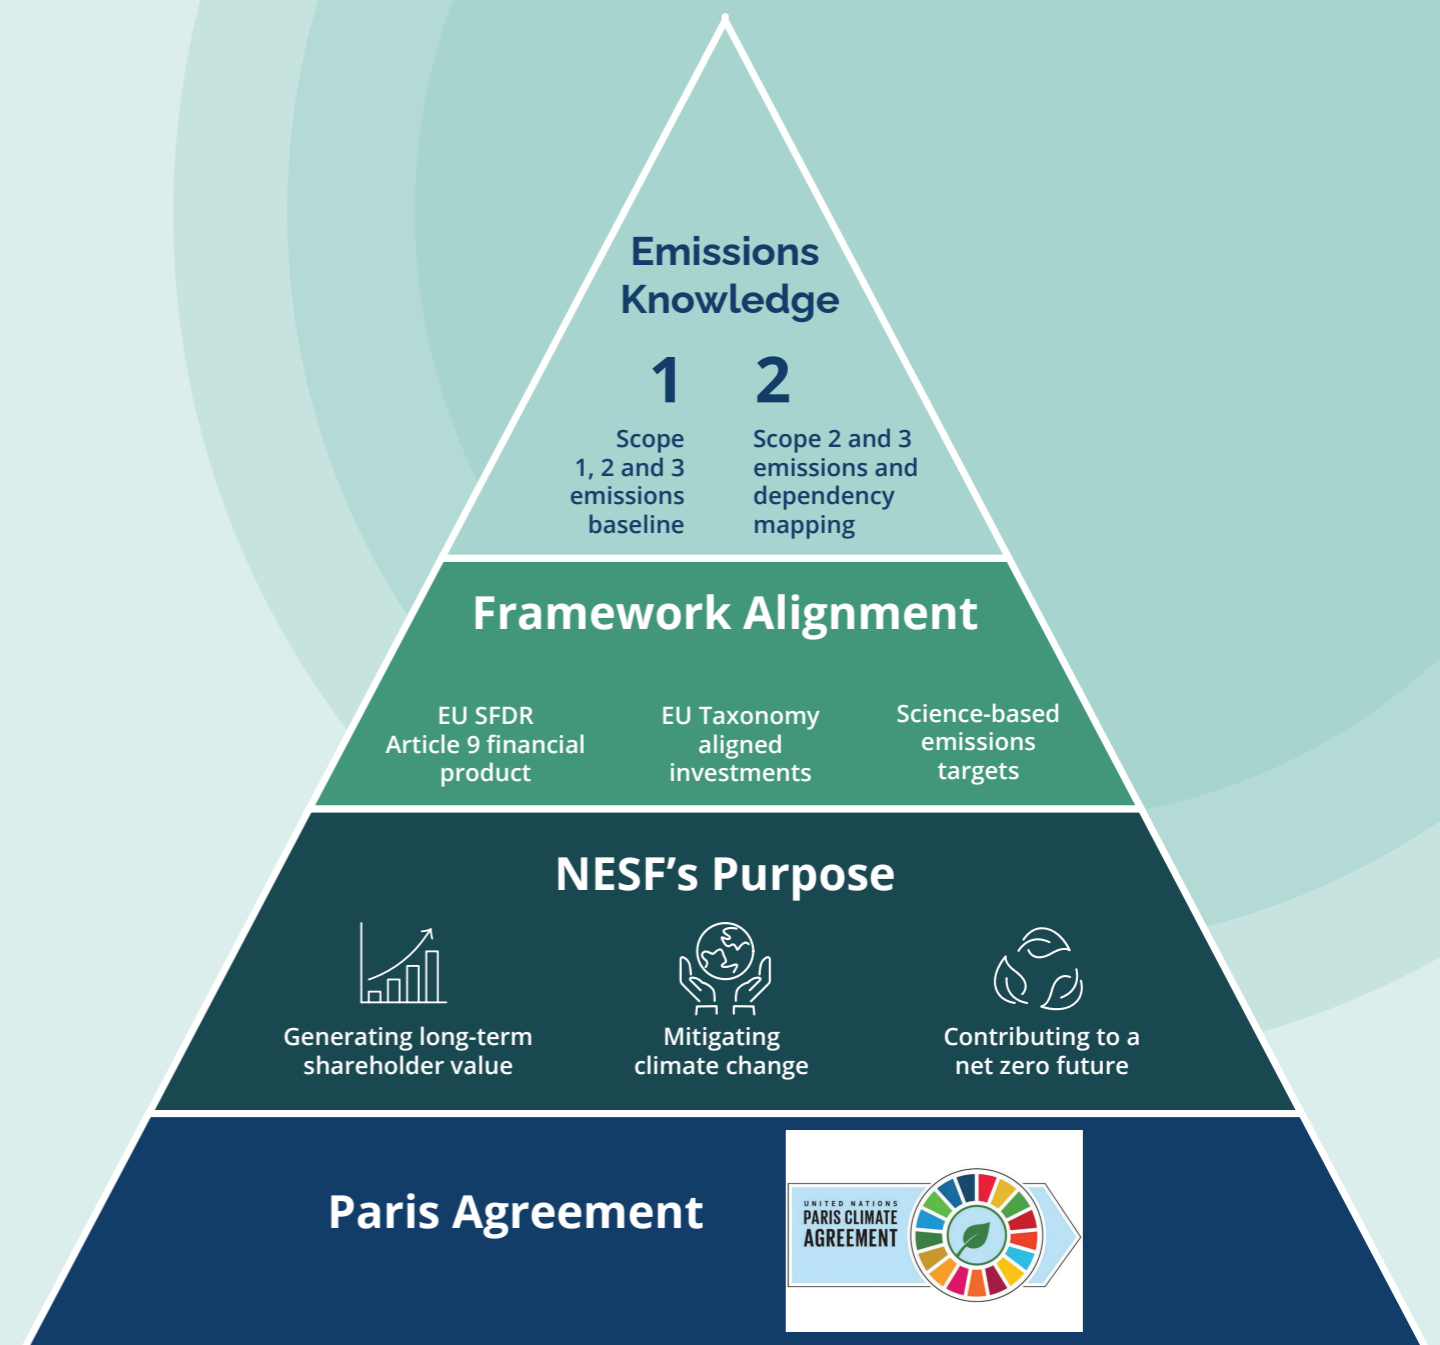 Emissions
Knowledge
1 2
Scope
1, 2 and 3
emissions
baseline
Scope 2 and 3
emissions and
dependency
mapping
Framework Alignment
EU SFDR
Article 9 financial
product
EU Taxonomy
aligned
investments
Science-based
emissions
targets
NESF’s Purpose
Generating long-term
shareholder value
Mitigating
climate change
Contributing to a
net zero future
Paris Agreement
UNITED NATIONS
PARIS CLIMATE
AGREEMENT